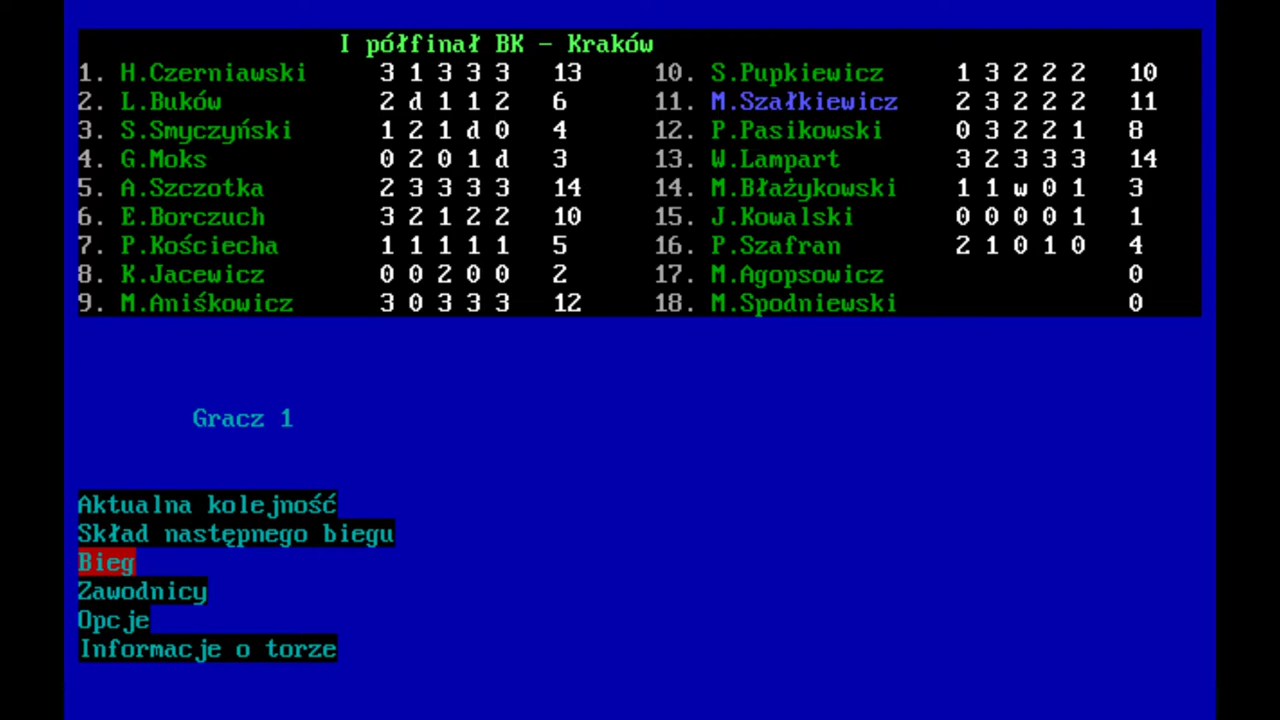 I półfinał BK - Kraków
1. H.Czerniawski 3 1 3 3 3 13 10. S.Pupkiewicz 1 3 2 2 2 10
2. L.Buków 2 d 1 1 2 6 11. M.Szałkiewicz 2 3 2 2 2 11
3. S.Smyczyński 1 2 1 d 0 4 12. P.Pasikowski 0 3 2 2 1 8
4. G.Moks 0 2 0 1 d 3 13. W.Lampart 3 2 3 3 3 14
5. A.Szczotka 2 3 3 3 3 14 14. M.Błażykowski 1 1 w 0 1 3
6. E.Borczuch 3 2 1 2 2 10 15. J.Kowalski 0 0 0 0 1 1
7. P.Kościecha 1 1 1 1 1 5 16. P.Szafran 2 1 0 1 0 4
8. K.Jacewicz 0 0 2 0 0 2 17. M.Agopsowicz 0
9. M.Aniśkowicz 3 0 3 3 3 12 18. M.Spodniewski 0
Gracz 1
Aktualna kolejność
Skład następnego biegu
Bieg
Zawodnicy
Opcje
Informacje o torze